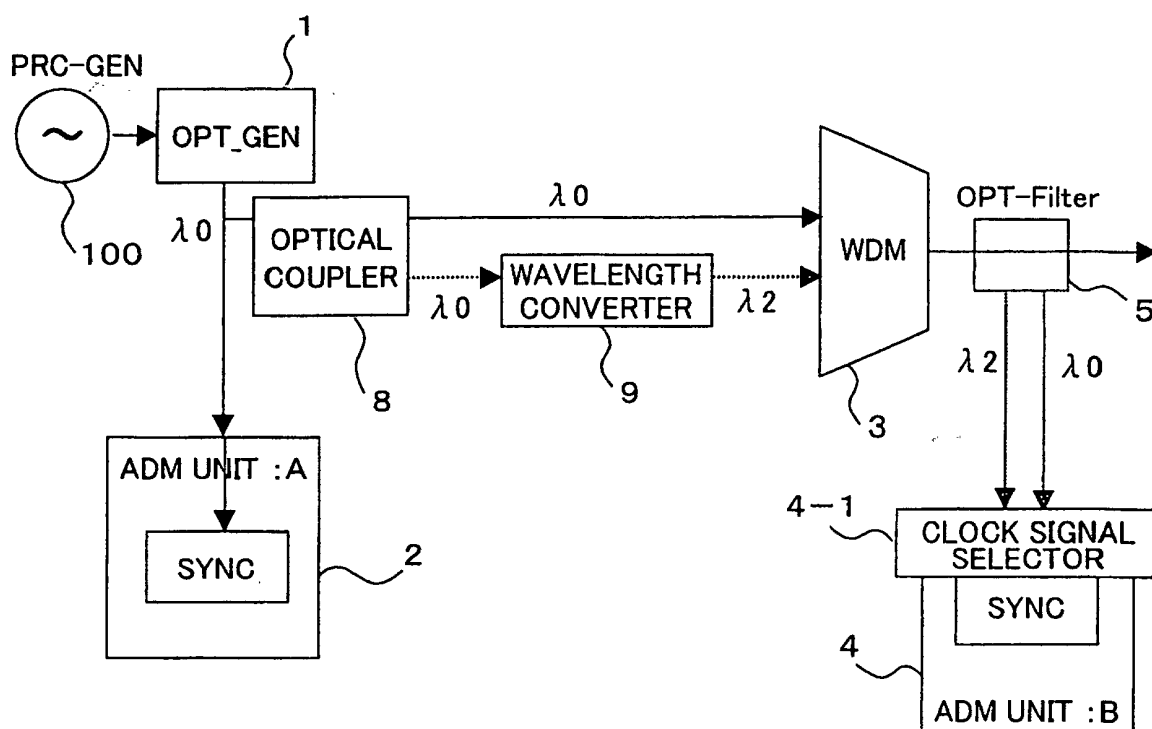 1
PRC-GEN
~
OPT_GEN
100
λ0
OPTICAL
COUPLER
8
λ0
λ0
WAVELENGTH
CONVERTER
9
λ2
WDM
3
OPT-Filter
5
λ2
λ0
ADM UNIT :A
SYNC
2
4-1
CLOCK SIGNAL
SELECTOR
SYNC
4
ADM UNIT :B